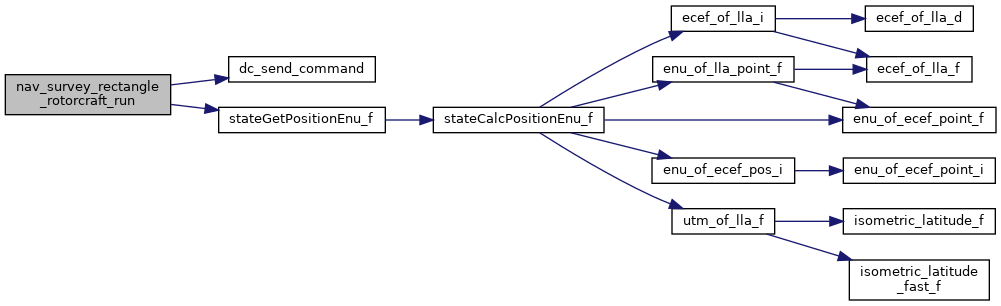 nav_survey_rectangle
_rotorcraft_run
dc_send_command
stateGetPositionEnu_f
stateCalcPositionEnu_f
ecef_of_lla_i
enu_of_lla_point_f
enu_of_ecef_pos_i
utm_of_lla_f
ecef_of_lla_d
ecef_of_lla_f
enu_of_ecef_point_f
enu_of_ecef_point_i
isometric_latitude_f
isometric_latitude
_fast_f